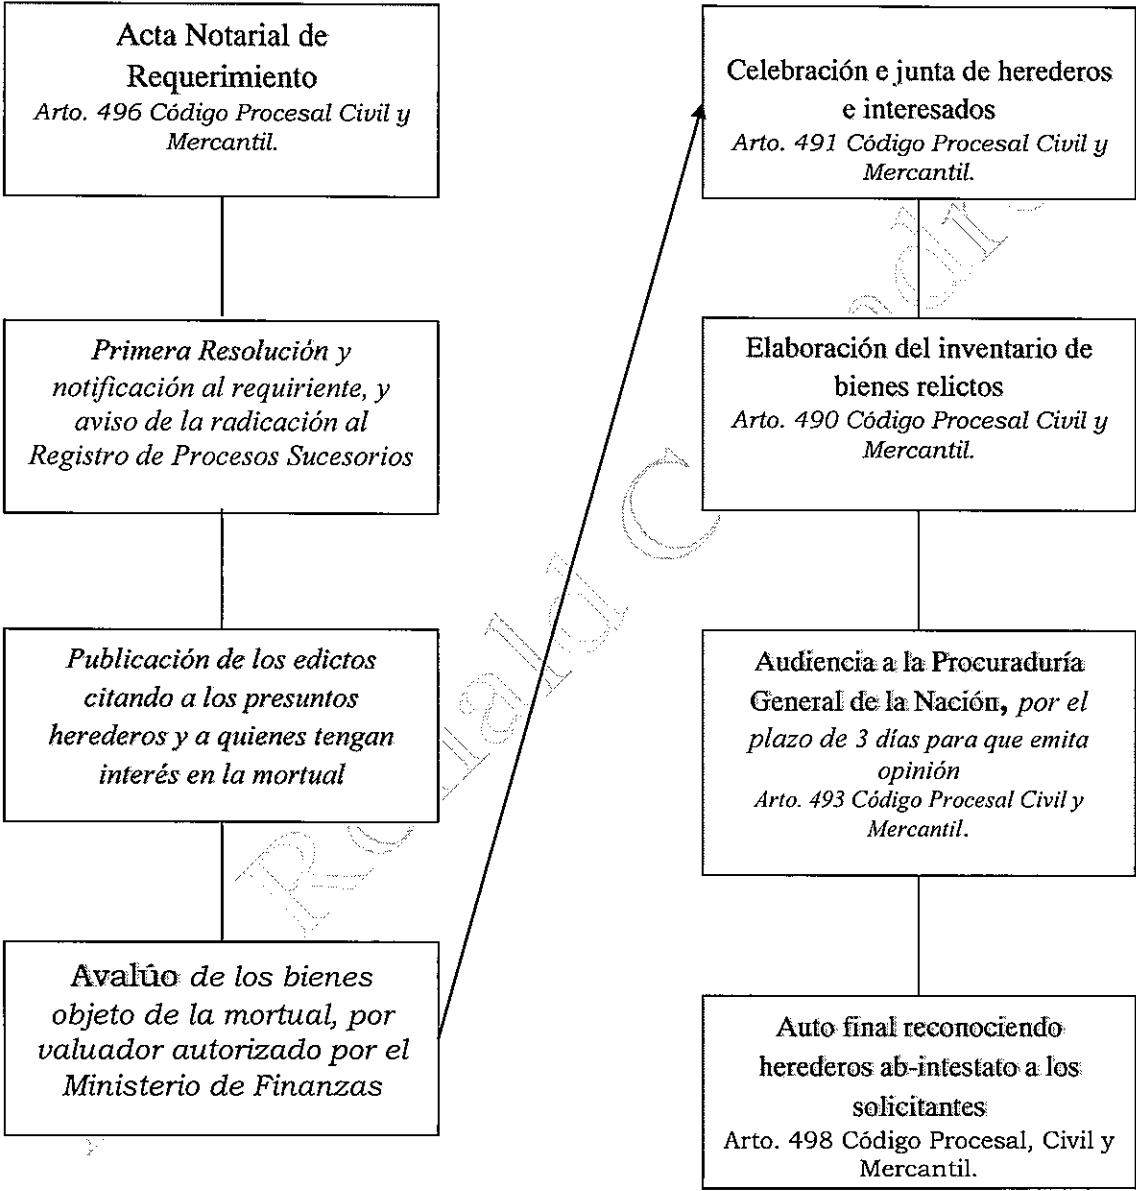 Acta Notarial de
Requerimiento
Arto. 496 Código Procesal Civil y
Mercantil.
Primera Resolución y
notificación al requiriente, y
aviso de la radicación al
Registro de Procesos Sucesorios
Publicación de los edictos
citando a los presuntos
herederos y a quienes tengan
interés en la mortual
Avalúo de los bienes
objeto de la mortual, por
valuador autorizado por el
Ministerio de Finanzas
Celebración e junta de herederos
e interesados
Arto. 491 Código Procesal Civil y
Mercantil.
Elaboración del inventario de
bienes relictos
Arto. 490 Código Procesal Civil y
Mercantil.
Audiencia a la Procuraduría
General de la Nación, por el
plazo de 3 días para que emita
opinión
Arto. 493 Código Procesal Civil y
Mercantil.
Auto final reconociendo
herederos ab-intestato a los
solicitantes
Arto. 498 Código Procesal, Civil y
Mercantil.